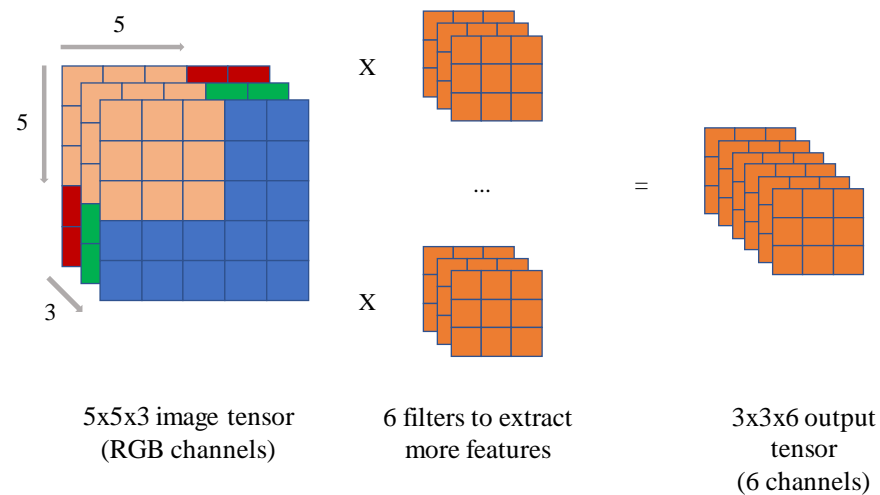 5
5
3
X
...
X
=
5x5x3 image tensor
(RGB channels)
6 filters to extract
more features
3x3x6 output
tensor
(6 channels)